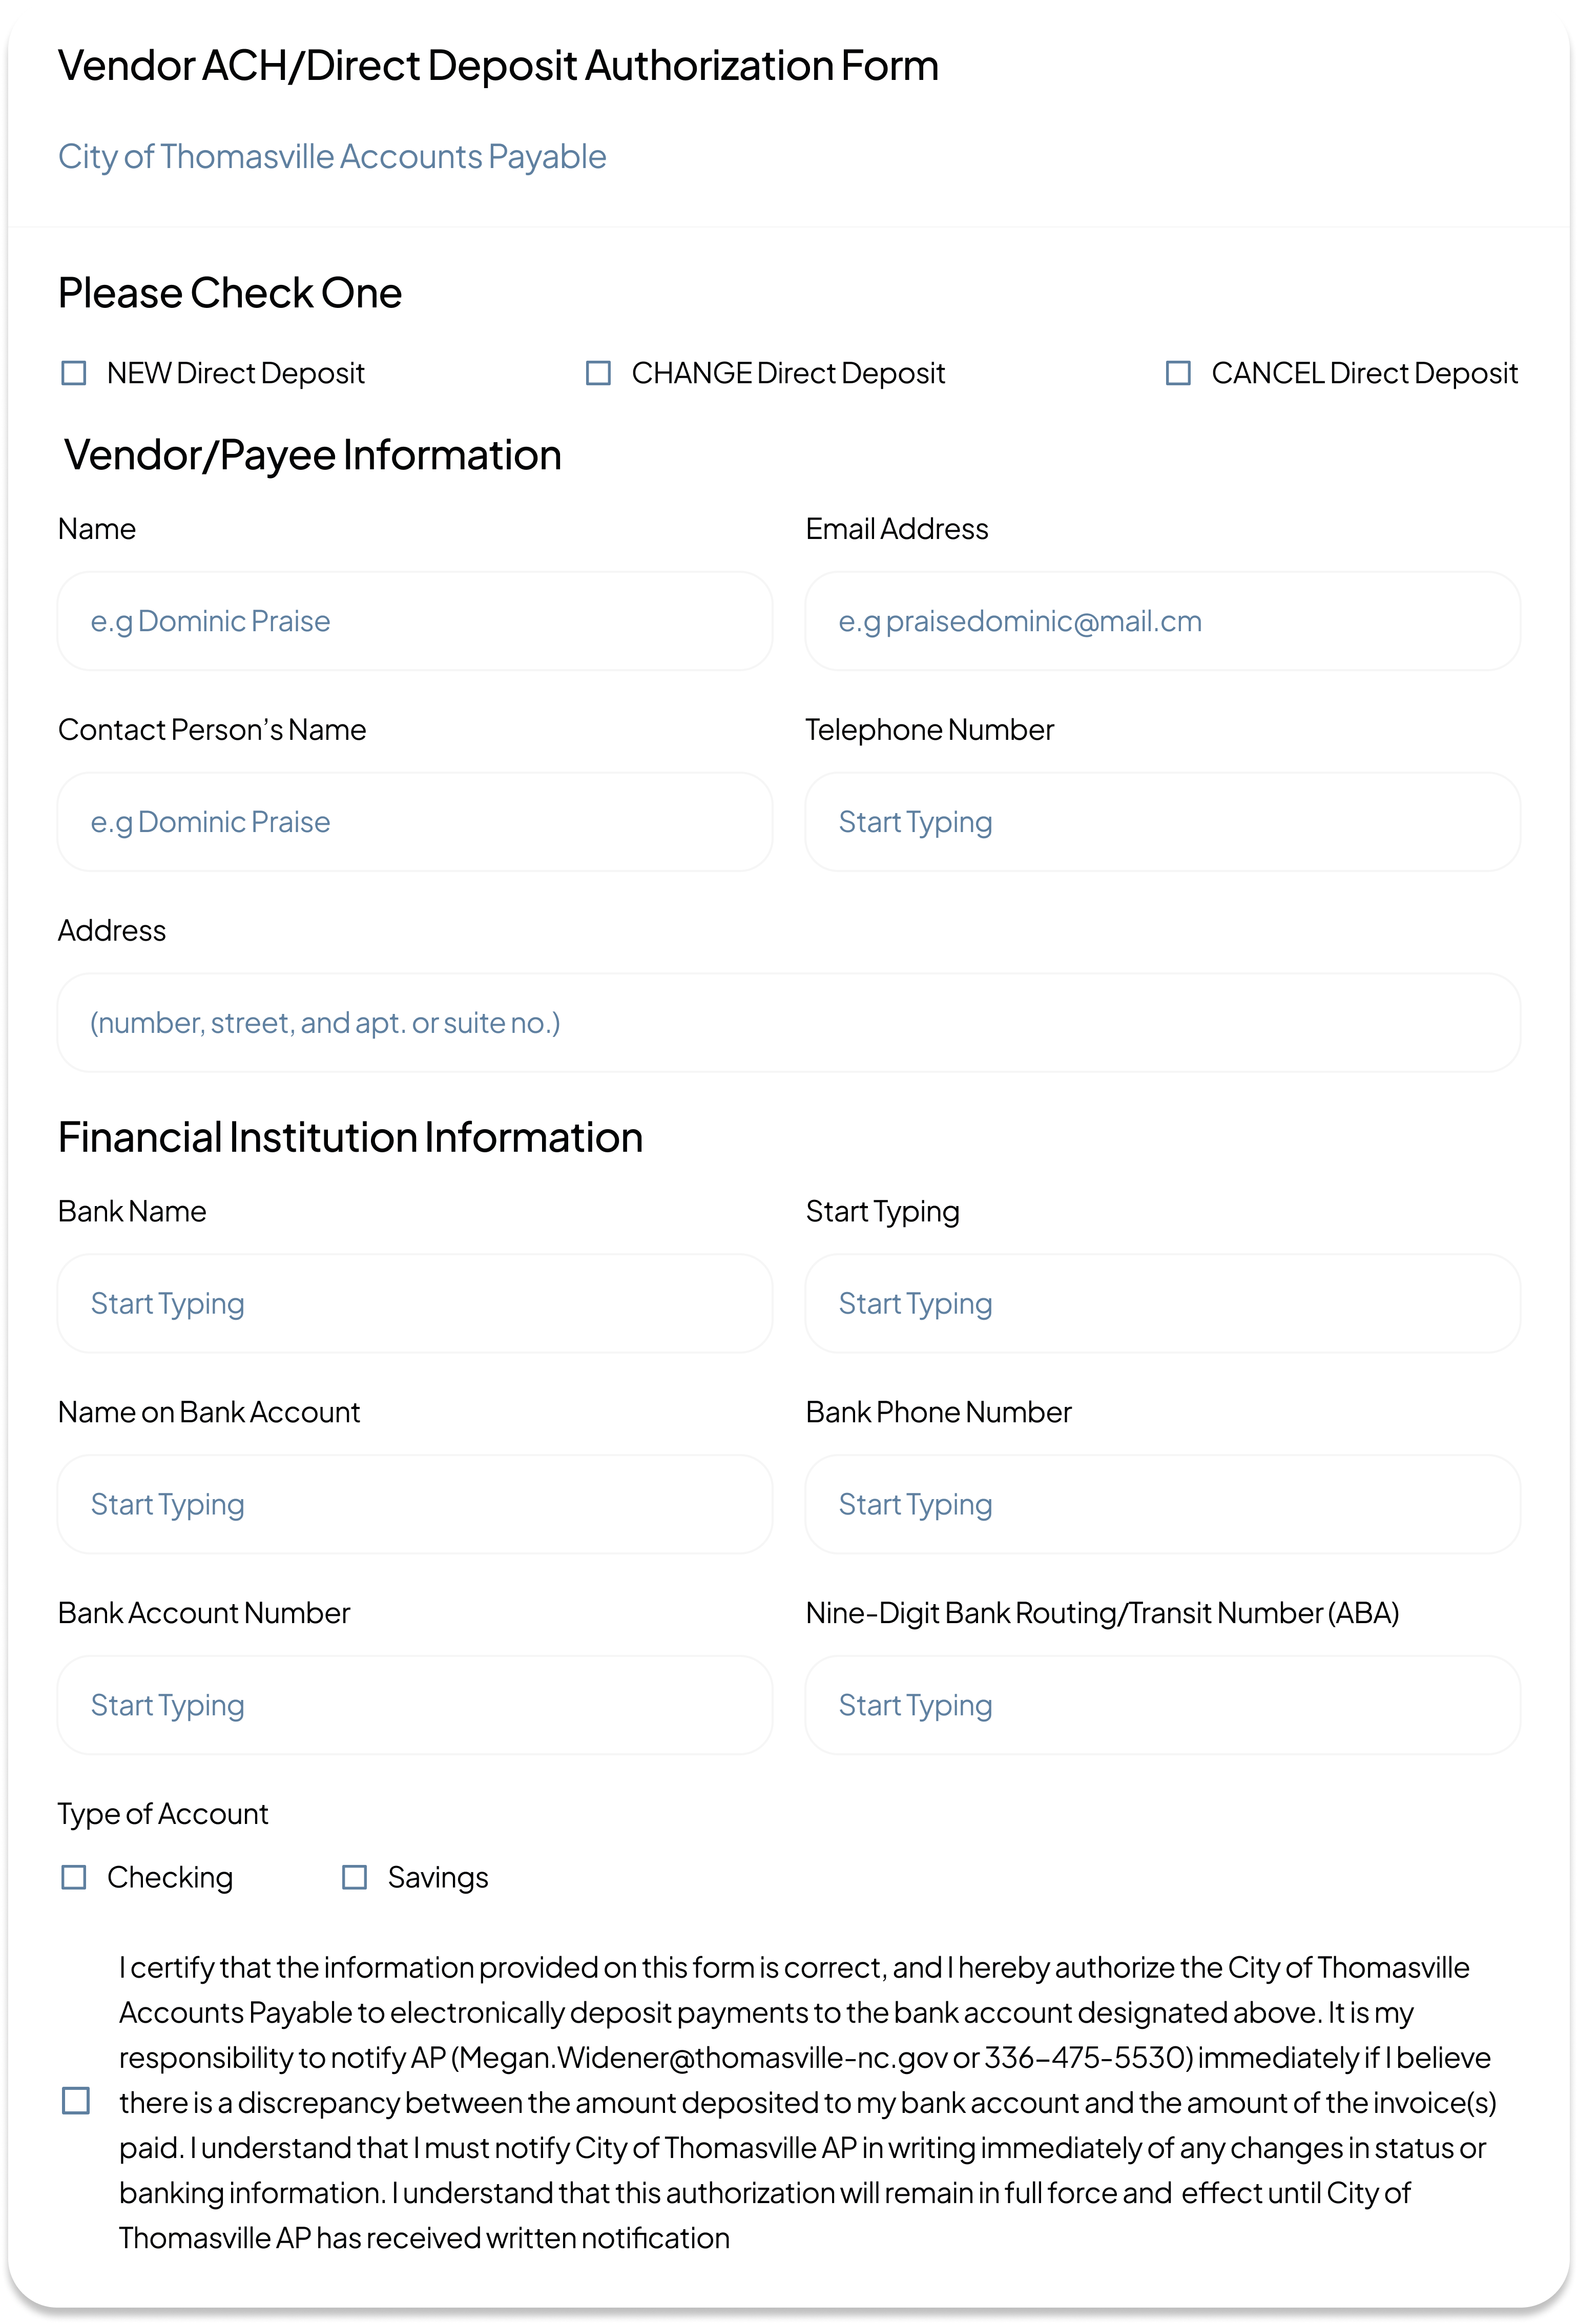 Vendor ACH/Direct Deposit Authorization Form
City of Thomasville Accounts Payable
Please Check One
NEW Direct Deposit CHANGE Direct Deposit CANCEL Direct Deposit
Vendor/Payee Information
Name Email Address
e.g Dominic Praise e.g praisedominic@mail.cm
Contact Person’s Name Telephone Number
e.g Dominic Praise Start Typing
Address
(number, street, and apt. or suite no.)
Financial Institution Information
Bank Name Start Typing
Start Typing Start Typing
Name on Bank Account Bank Phone Number
Start Typing Start Typing
Bank Account Number Nine-Digit Bank Routing/Transit Number (ABA)
Start Typing Start Typing
Type of Account
Checking Savings
I certify that the information provided on this form is correct, and I hereby authorize the City of Thomasville
Accounts Payable to electronically deposit payments to the bank account designated above. It is my
responsibility to notify AP (Megan.Widener@thomasville-nc.gov or 336–475-5530) immediately if I believe
there is a discrepancy between the amount deposited to my bank account and the amount of the invoice(s)
paid. I understand that I must notify City of Thomasville AP in writing immediately of any changes in status or
banking information. I understand that this authorization will remain in full force and effect until City of
Thomasville AP has received written notification